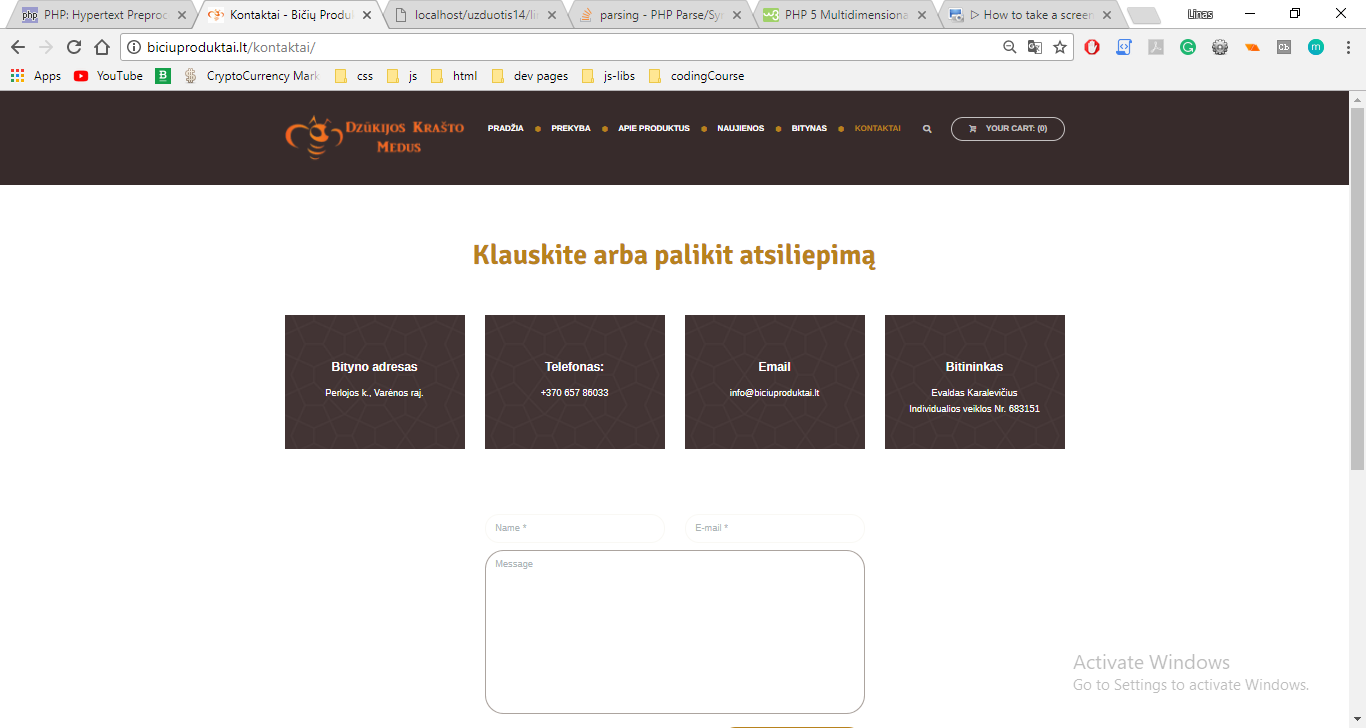 PHP: Hypertext Preproc
Kontaktai - Bičių Produk
localhost/uzduotis14/li
parsing - PHP Parse/Syn
PHP 5 Multidimensiona
▷ How to take a screen
Linas
biciuproduktai.lt/kontaktai/
Apps
YouTube
CryptoCurrency Mark
css
js
html
dev pages
js-libs
codingCourse
Dzūkijos Krašto
Medus
PRADŽIA
PREKYBA
APIE PRODUKTUS
NAUJIENOS
BITYNAS
KONTAKTAI
YOUR CART: (0)
Klauskite arba palikit atsiliepimą
Bityno adresas
Perlojos k., Varėnos raj.
Telefonas:
+370 657 86033
Email
info@biciuproduktai.lt
Bitininkas
Evaldas Karalevičius
Individualios veiklos Nr. 683151
Name *
E-mail *
Message
Activate Windows
Go to Settings to activate Windows.